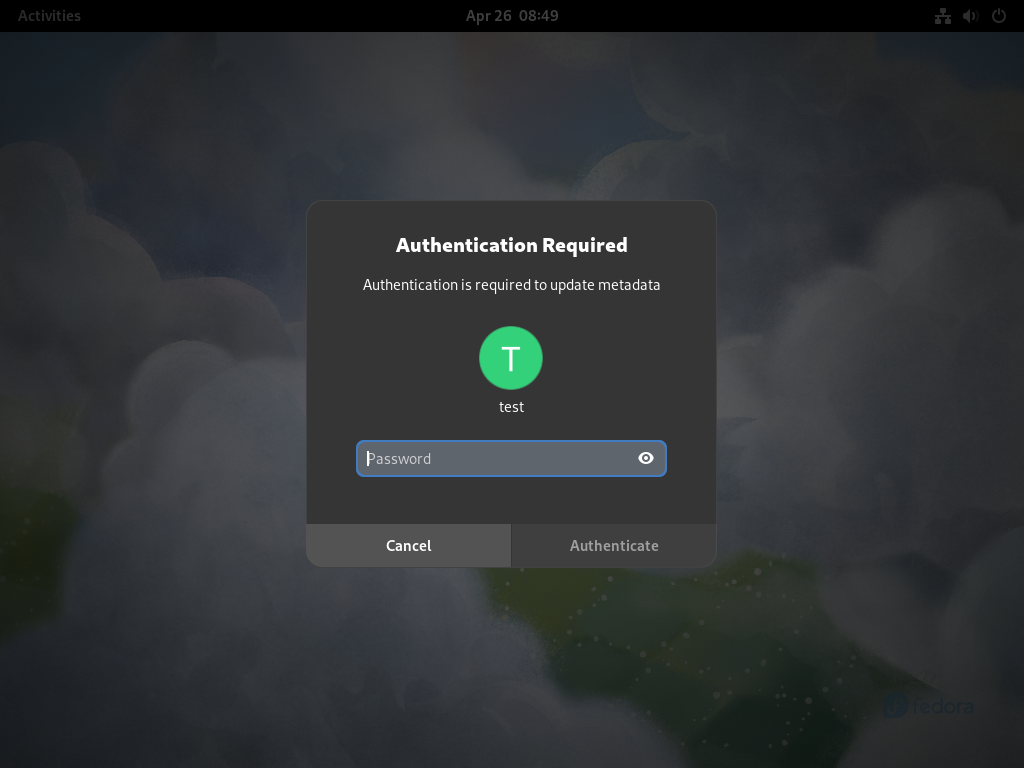 Activities
Apr 26 08:49
Authentication Required
Authentication is required to update metadata
T
test
Password
Cancel
Authenticate
fedora